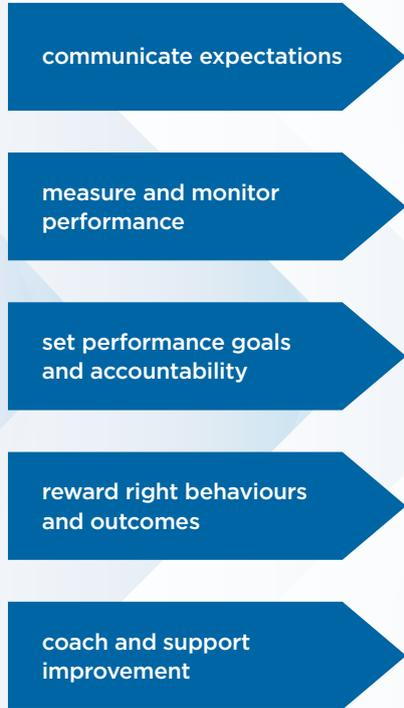 communicate expectations
measure and monitor
performance
set performance goals
and accountability
reward right behaviours
and outcomes
coach and support
improvement